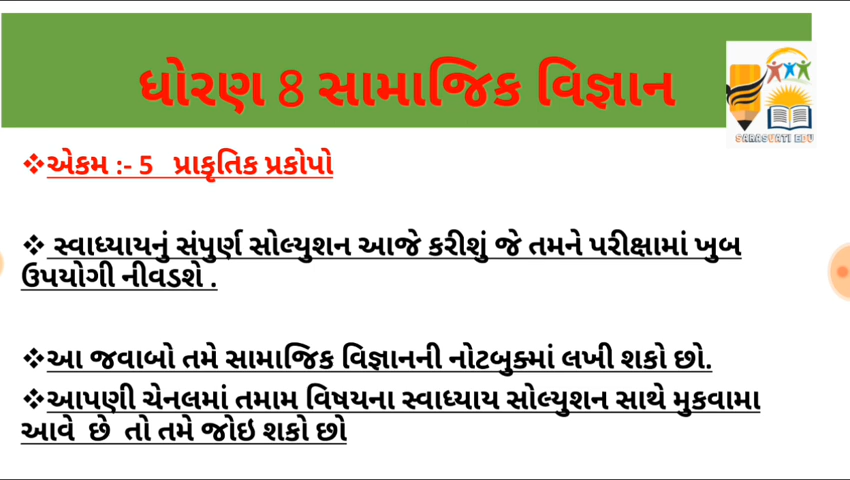 ધોરણ 8 સામાજિક વિજ્ઞાન
SARASVATI EDU
❖એકમ :- 5 પ્રાકૃતિક પ્રકોપો
❖ સ્વાધ્યાયનું સંપુર્ણ સોલ્યુશન આજે કરીશું જે તમને પરીક્ષામાં ખુબ
ઉપયોગી નીવડશે .
❖આ જવાબો તમે સામાજિક વિજ્ઞાનની નોટબુક્માં લખી શકો છો.
❖આપણી ચેનલમાં તમામ વિષયના સ્વાધ્યાય સોલ્યુશન સાથે મુકવામા
આવે છે તો તમે જોઇ શકો છો